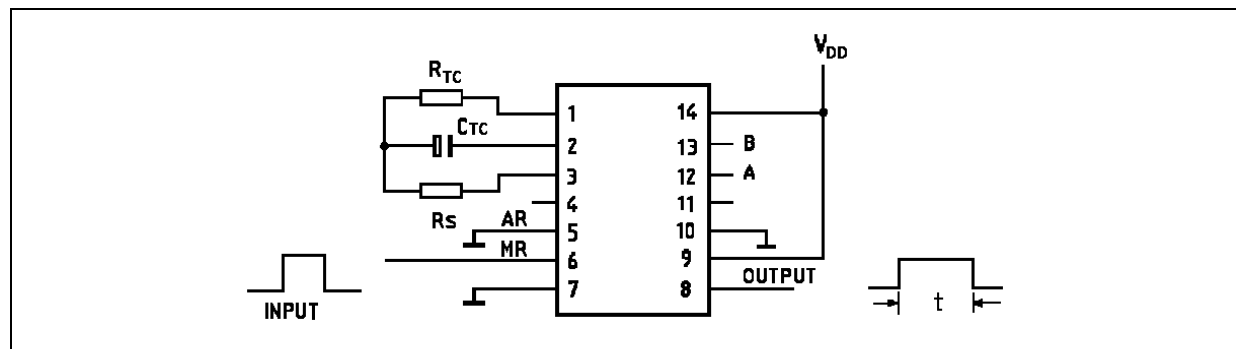 V_DD
R_TC
1
14
C_TC
2
13
B
3
12
A
Rs
4
11
AR
5
10
MR
6
9
INPUT
7
8
OUTPUT
t